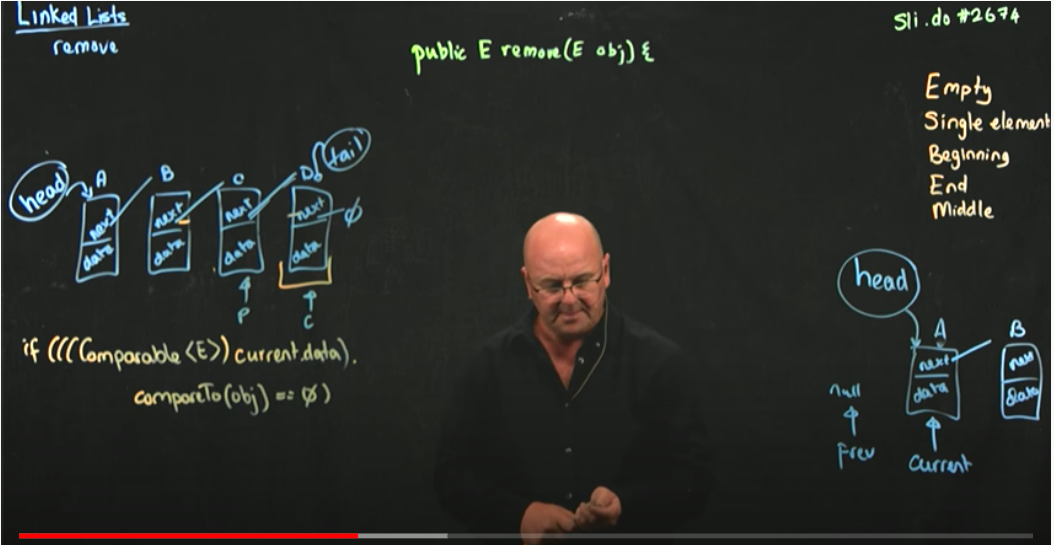 Linked Lists
remove
public E remove(E obj) {
Sli.do #2674
Empty
Single element
Beginning
End
Middle
head
A
B
C
D
tail
next
next
next
next
Ø
data
data
data
data
P
C
if (((Comparable<E>) current.data).
compareTo(obj) == Ø)
head
A
B
next
next
data
data
null
Prev
Current